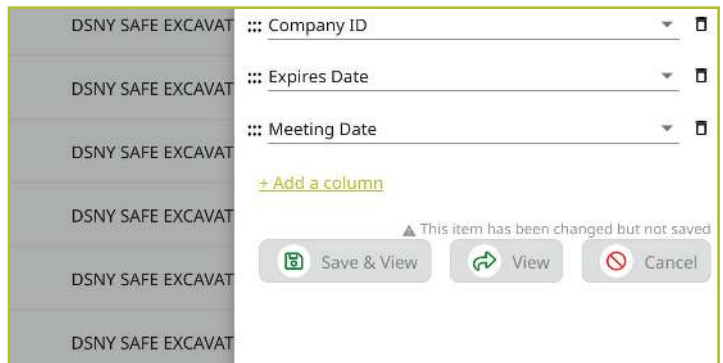 DSNY SAFE EXCAVAT
Company ID
DSNY SAFE EXCAVAT
Expires Date
DSNY SAFE EXCAVAT
Meeting Date
+ Add a column
DSNY SAFE EXCAVAT
This item has been changed but not saved
Save & View View Cancel
DSNY SAFE EXCAVAT
DSNY SAFE EXCAVAT